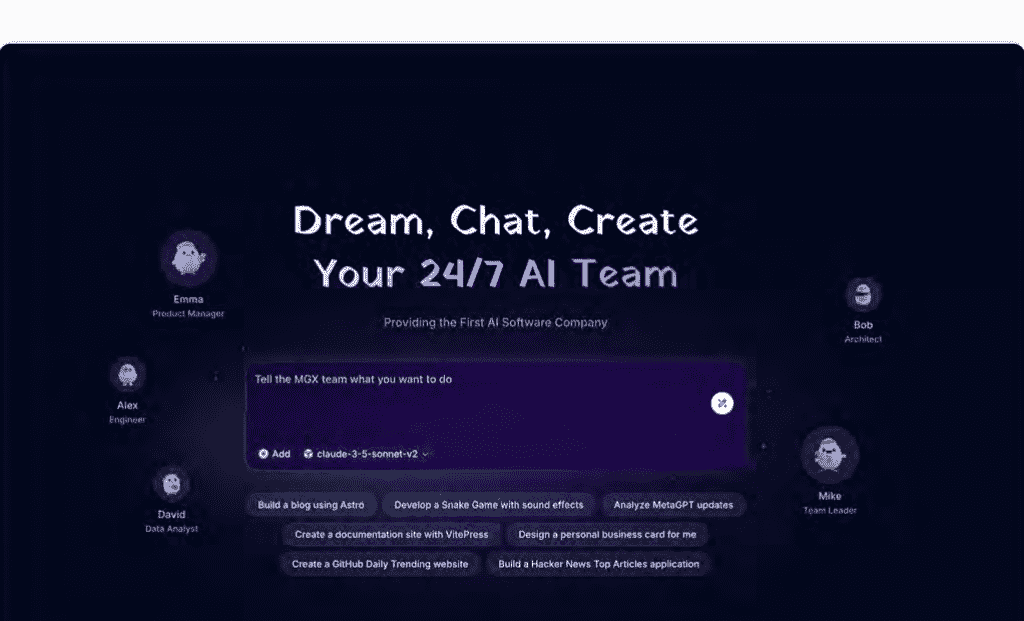 Dream, Chat, Create
Your 24/7 AI Team
Providing the First AI Software Company
Emma
Product Manager
Bob
Architect
Alex
Engineer
Tell the MGX team what you want to do
Add
claude-3-5-sonnet-v2
Mike
Team Leader
David
Data Analyst
Build a blog using Astro
Develop a Snake Game with sound effects
Analyze MetaGPT updates
Create a documentation site with VitePress
Design a personal business card for me
Create a GitHub Daily Trending website
Build a Hacker News Top Articles application